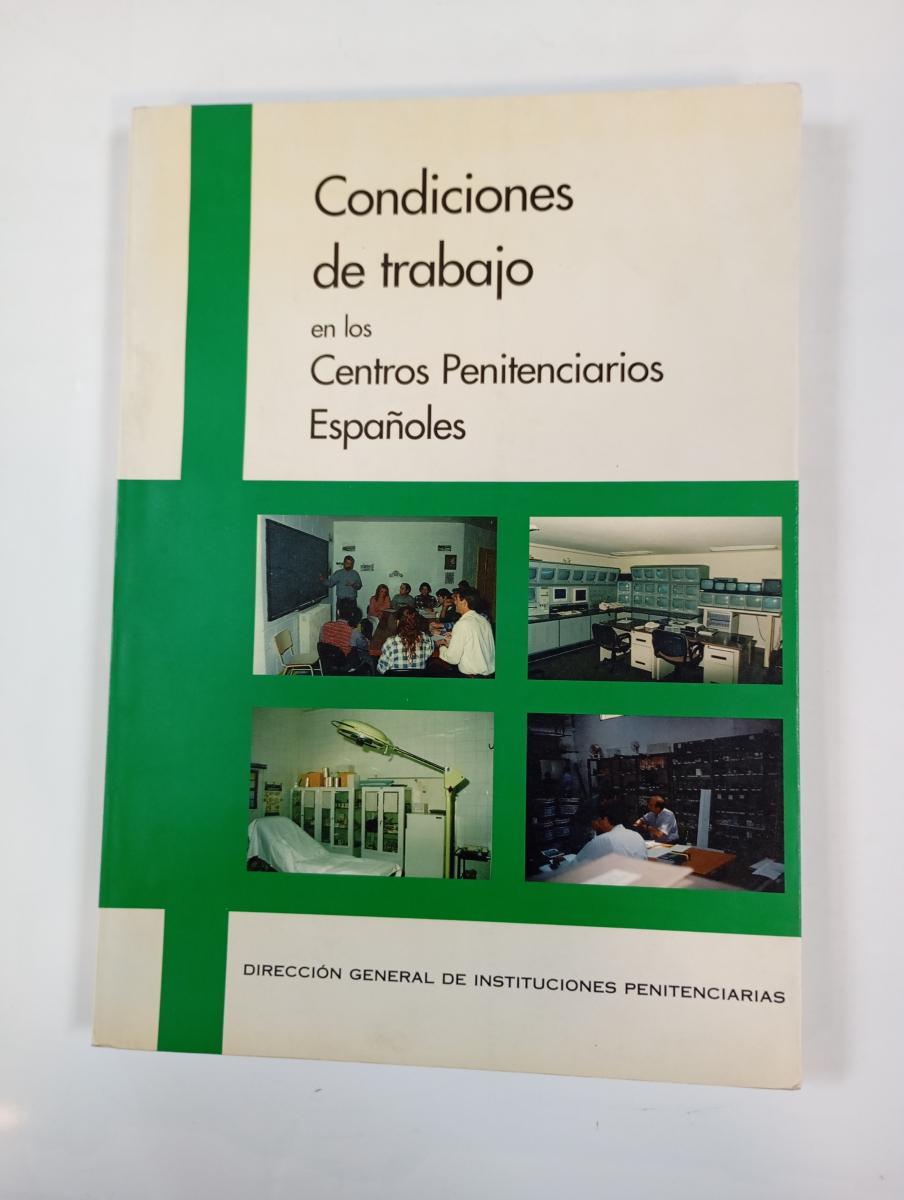 Condiciones
de trabajo
en los
Centros Penitenciarios
Españoles
DIRECCIÓN GENERAL DE INSTITUCIONES PENITENCIARIAS